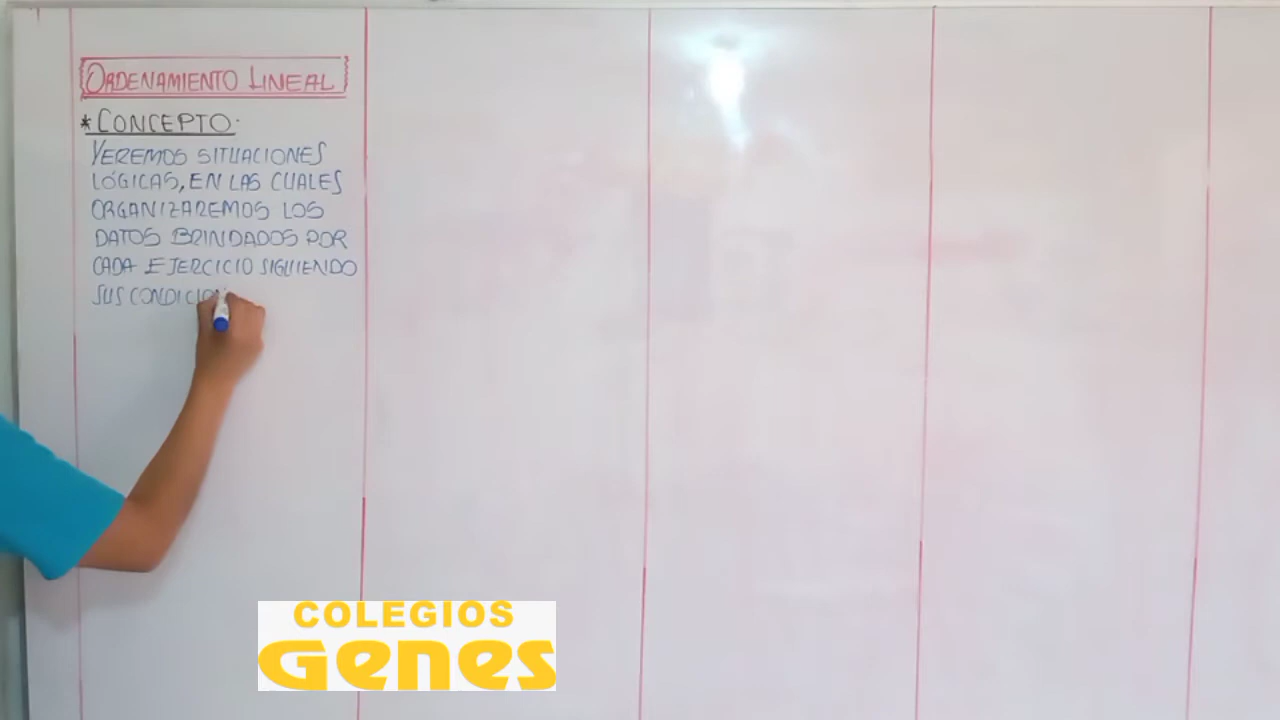 ORDENAMIENTO LINEAL
* CONCEPTO:
VEREMOS SITUACIONES
LÓGICAS, EN LAS CUALES
ORGANIZAREMOS LOS
DATOS BRINDADOS POR
CADA EJERCICIO SIGUIENDO
SUS
COLEGIOS
Genes